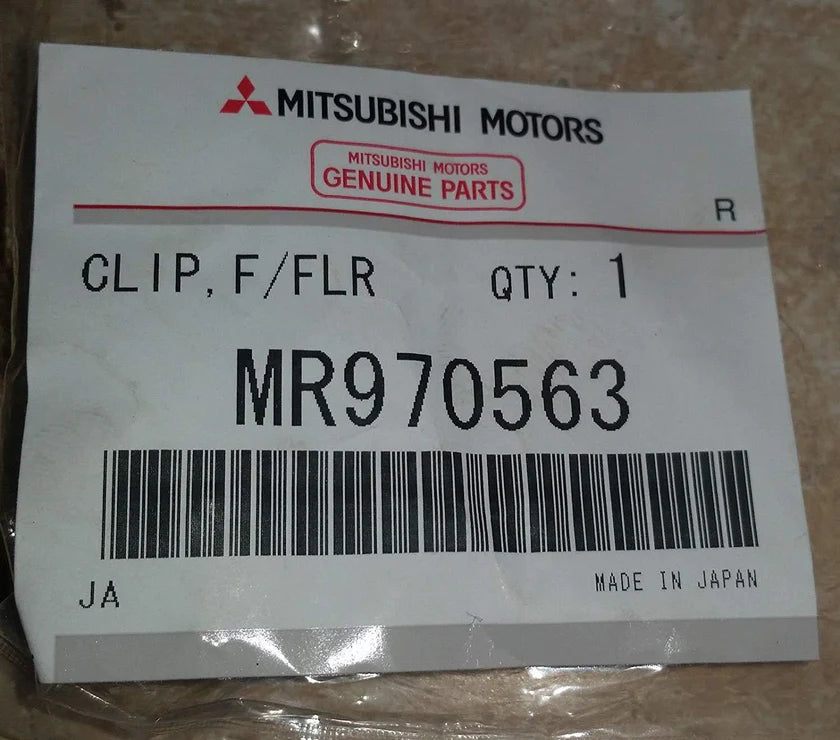 MITSUBISHI MOTORS
MITSUBISHI MOTORS
GENUINE PARTS
R
CLIP, F/FLR QTY: 1
MR970563
JA MADE IN JAPAN